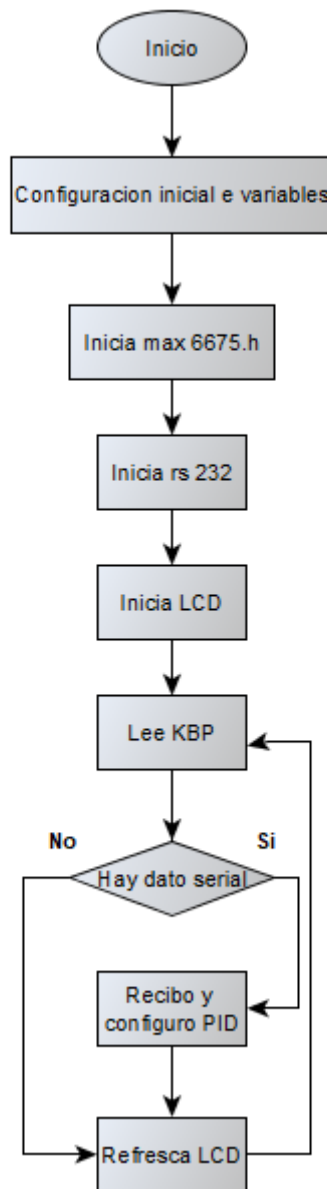 Inicio
Configuracion inicial e variables
Inicia max 6675.h
Inicia rs 232
Inicia LCD
Lee KBP
No
Si
Hay dato serial
Recibo y
configuro PID
Refresca LCD